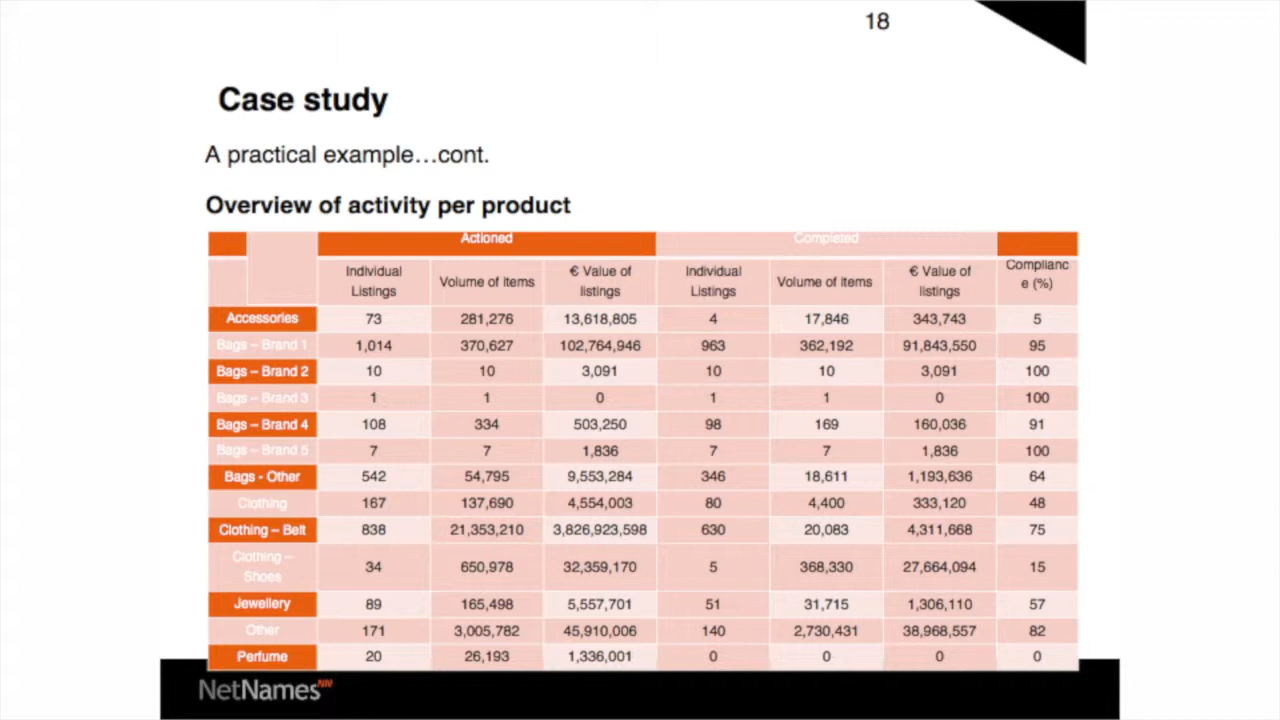 18
Case study
A practical example…cont.
Overview of activity per product
Actioned Completed
Individual Listings Volume of items € Value of listings Individual Listings Volume of items € Value of listings Complianc e (%)
Accessories 73 281,276 13,618,805 4 17,846 343,743 5
Bags – Brand 1 1,014 370,627 102,764,946 963 362,192 91,843,550 95
Bags – Brand 2 10 10 3,091 10 10 3,091 100
Bags – Brand 3 1 1 0 1 1 0 100
Bags – Brand 4 108 334 503,250 98 169 160,036 91
Bags – Brand 5 7 7 1,836 7 7 1,836 100
Bags - Other 542 54,795 9,553,284 346 18,611 1,193,636 64
Clothing 167 137,690 4,554,003 80 4,400 333,120 48
Clothing – Belt 838 21,353,210 3,826,923,598 630 20,083 4,311,668 75
Clothing – Shoes 34 650,978 32,359,170 5 368,330 27,664,094 15
Jewellery 89 165,498 5,557,701 51 31,715 1,306,110 57
Other 171 3,005,782 45,910,006 140 2,730,431 38,968,557 82
Perfume 20 26,193 1,336,001 0 0 0 0
NetNames